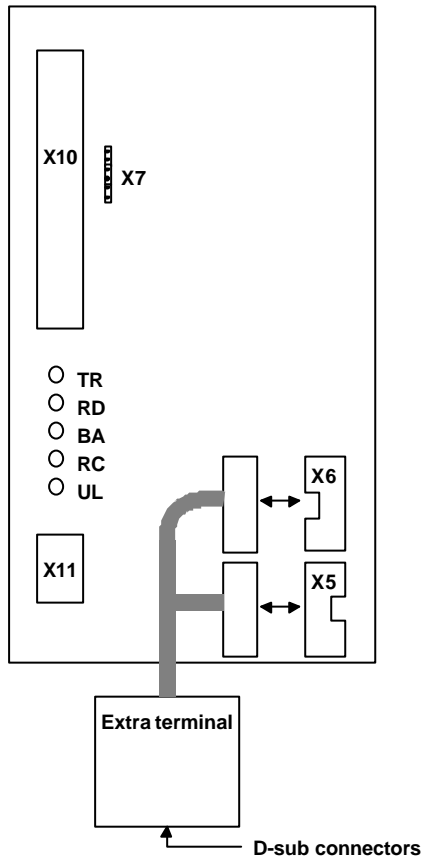 X10
X7
TR
RD
BA
RC
UL
X6
X11
X5
Extra terminal
D-sub connectors